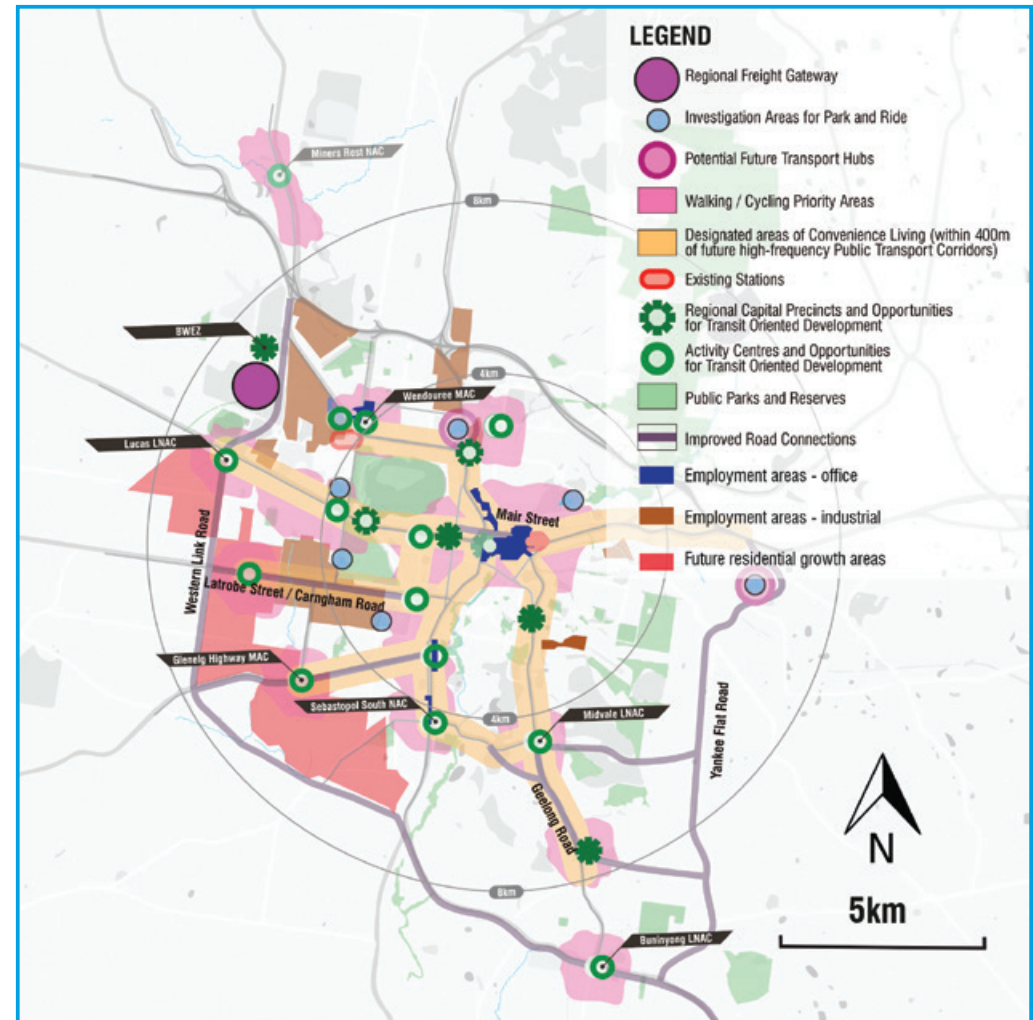 LEGEND
Regional Freight Gateway
Investigation Areas for Park and Ride
Potential Future Transport Hubs
Walking / Cycling Priority Areas
Designated areas of Convenience Living (within 400m
of future high-frequency Public Transport Corridors)
Existing Stations
Regional Capital Precincts and Opportunities
for Transit Oriented Development
Activity Centres and Opportunities
for Transit Oriented Development
Public Parks and Reserves
Improved Road Connections
Employment areas - office
Employment areas - industrial
Future residential growth areas
Miners Rest NAC
8km
BWEZ
4km
Wendouree MAC
Lucas LNAC
Mair Street
Western Link Road
Latrobe Street / Carngham Road
Glenelg Highway MAC
Sebastopol South NAC
4km
Midvale LNAC
Yankee Flat Road
Geelong Road
8km
Buninyong LNAC
N
5km